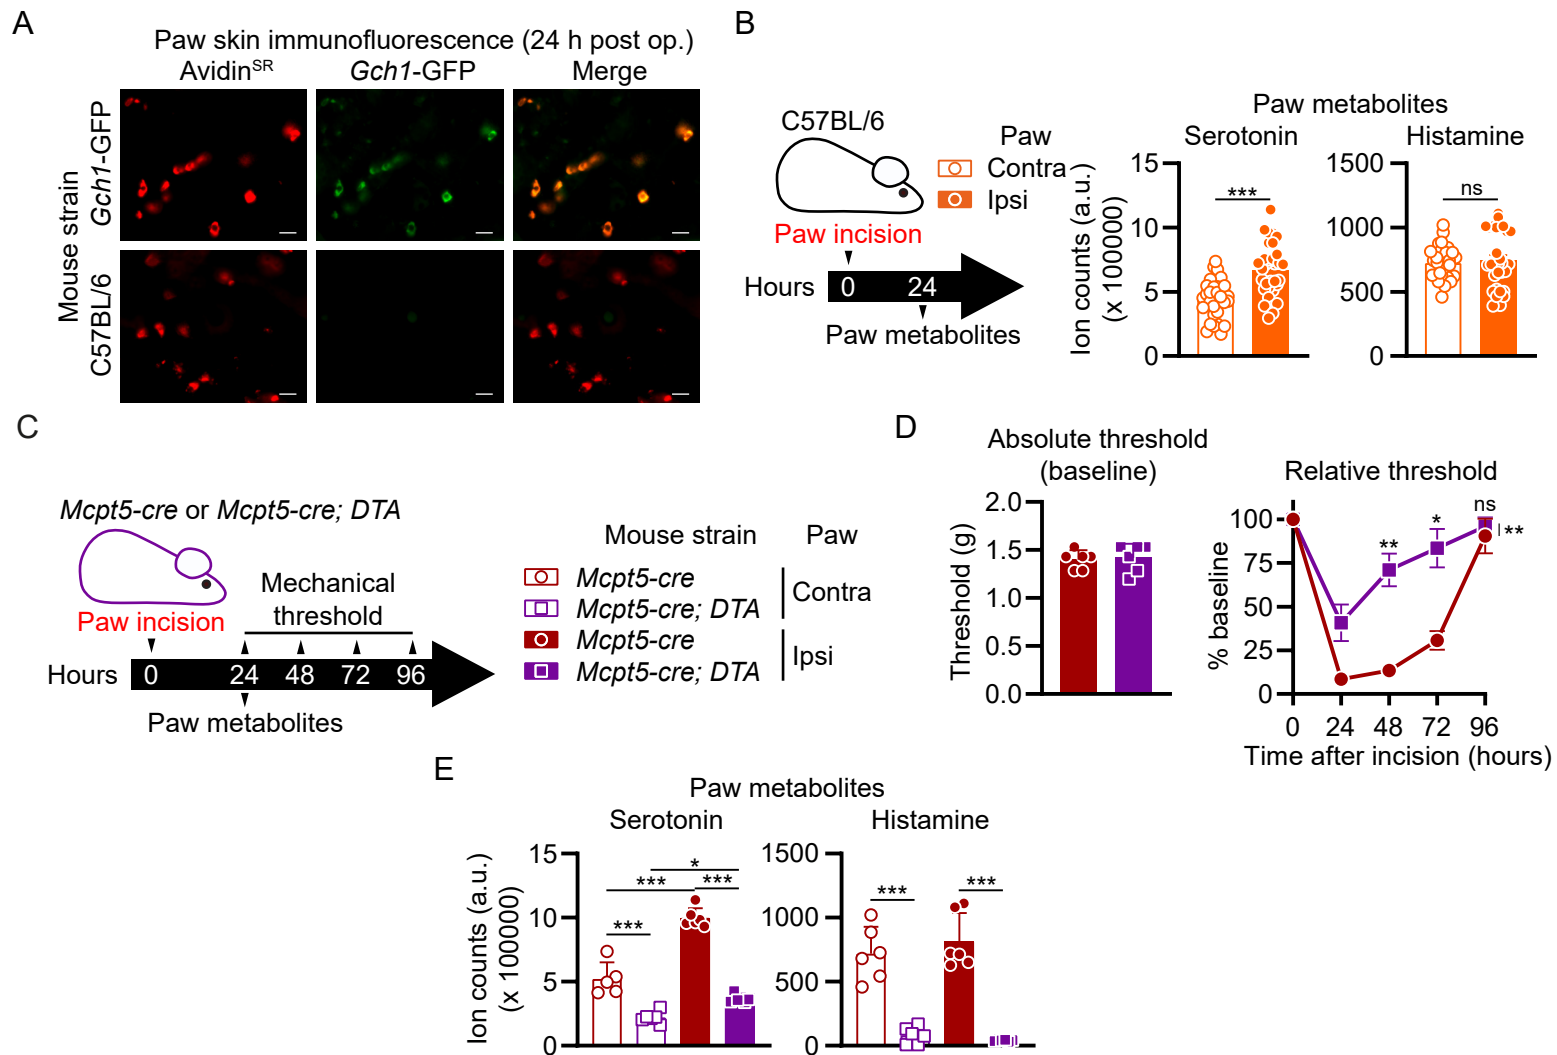 A
Paw skin immunofluorescence (24 h post op.)
Avidin^SR Gch1-GFP Merge
Mouse strain
Gch1-GFP
C57BL/6
B
C57BL/6
Paw
Contra
Ipsi
Paw incision
Hours 0 24
Paw metabolites
Paw metabolites
Serotonin Histamine
Ion counts (a.u.)
(x 100000)
15
10
5
0
***
1500
1000
500
0
ns
C
Mcpt5-cre or Mcpt5-cre; DTA
Mechanical
threshold
Paw incision
Hours 0 24 48 72 96
Paw metabolites
Mouse strain Paw
Mcpt5-cre
Mcpt5-cre; DTA
Contra
Mcpt5-cre
Mcpt5-cre; DTA
Ipsi
D
Absolute threshold
(baseline)
Threshold (g)
2.0
1.5
1.0
0.5
0.0
Relative threshold
% baseline
100
75
50
25
0
** * ns **
0 24 48 72 96
Time after incision (hours)
E
Paw metabolites
Serotonin Histamine
Ion counts (a.u.)
(x 100000)
15
10
5
0
*
*** ***
***
1500
1000
500
0
*** ***